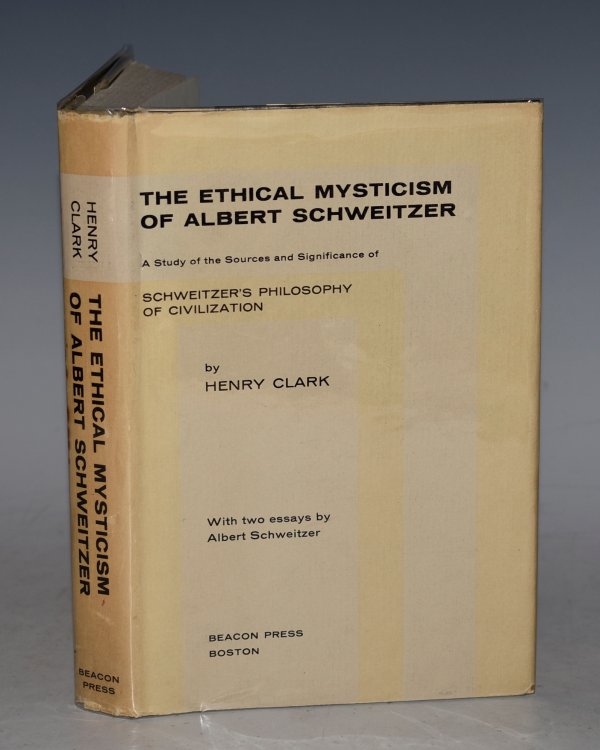 THE ETHICAL MYSTICISM
OF ALBERT SCHWEITZER
A Study of the Sources and Significance of
SCHWEITZER'S PHILOSOPHY
OF CIVILIZATION
by
HENRY CLARK
With two essays by
Albert Schweitzer
BEACON PRESS
BOSTON
HENRY
CLARK
THE ETHICAL MYSTICISM
OF ALBERT SCHWEITZER
BEACON
PRESS